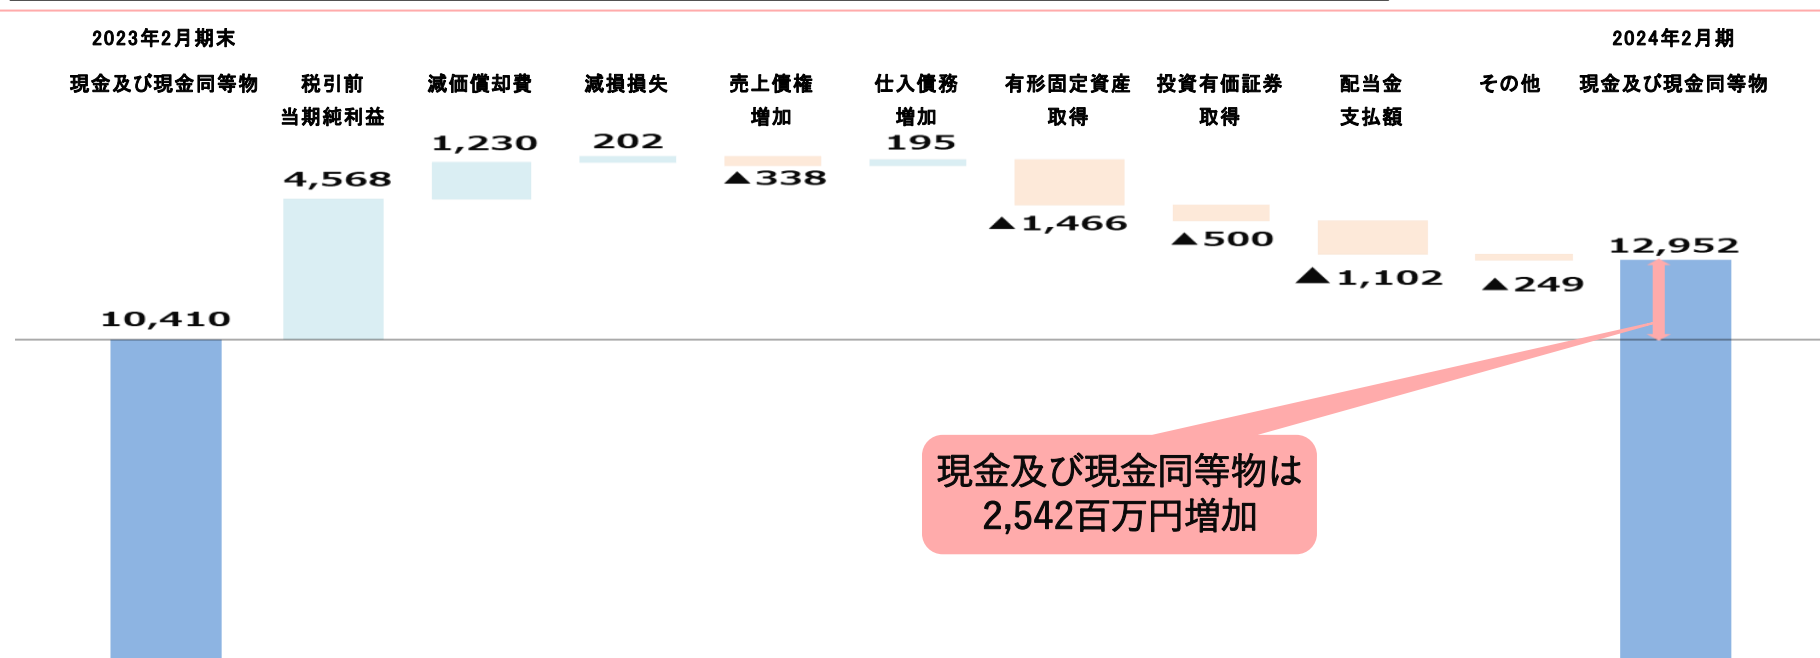 2023年2月期末
現金及び現金同等物
税引前
当期純利益
減価償却費
減損損失
売上債権
増加
仕入債務
増加
有形固定資産
取得
投資有価証券
取得
配当金
支払額
その他
2024年2月期
現金及び現金同等物
10,410
4,568
1,230
202
▲338
195
▲1,466
▲500
▲1,102
▲249
12,952
現金及び現金同等物は
2,542百万円増加